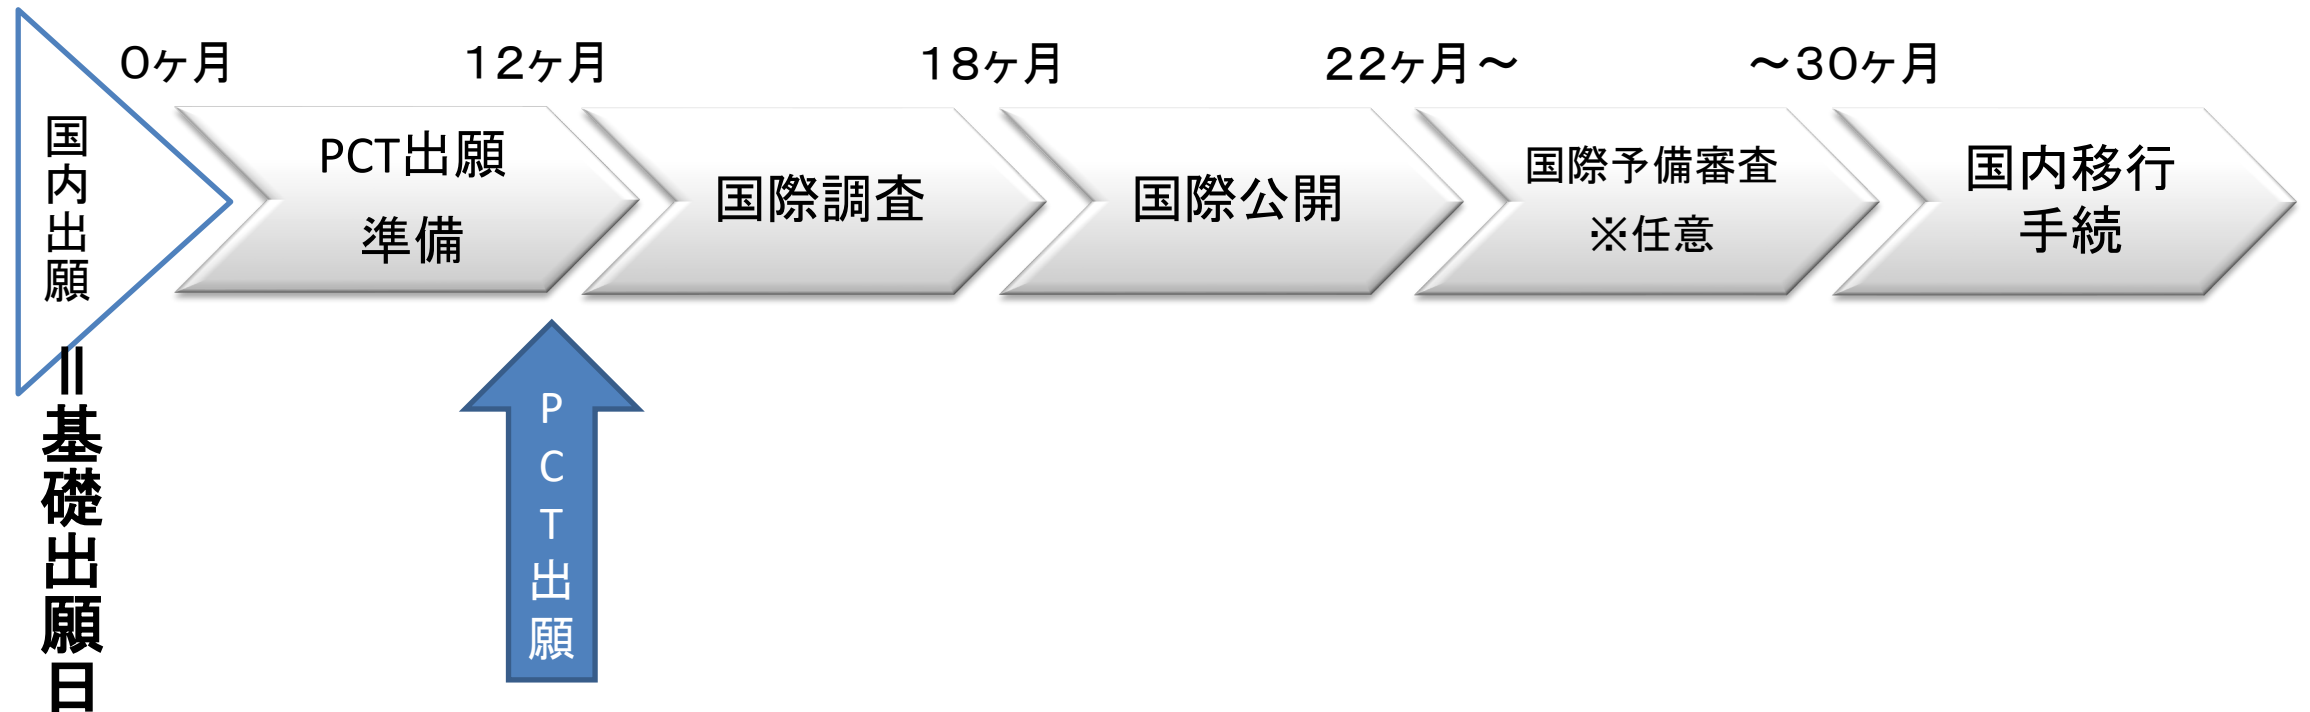 0ヶ月
12ヶ月
18ヶ月
22ヶ月～
～30ヶ月
国内出願
＝基礎出願日
PCT出願
準備
国際調査
国際公開
国際予備審査
※任意
国内移行
手続
PCT出願